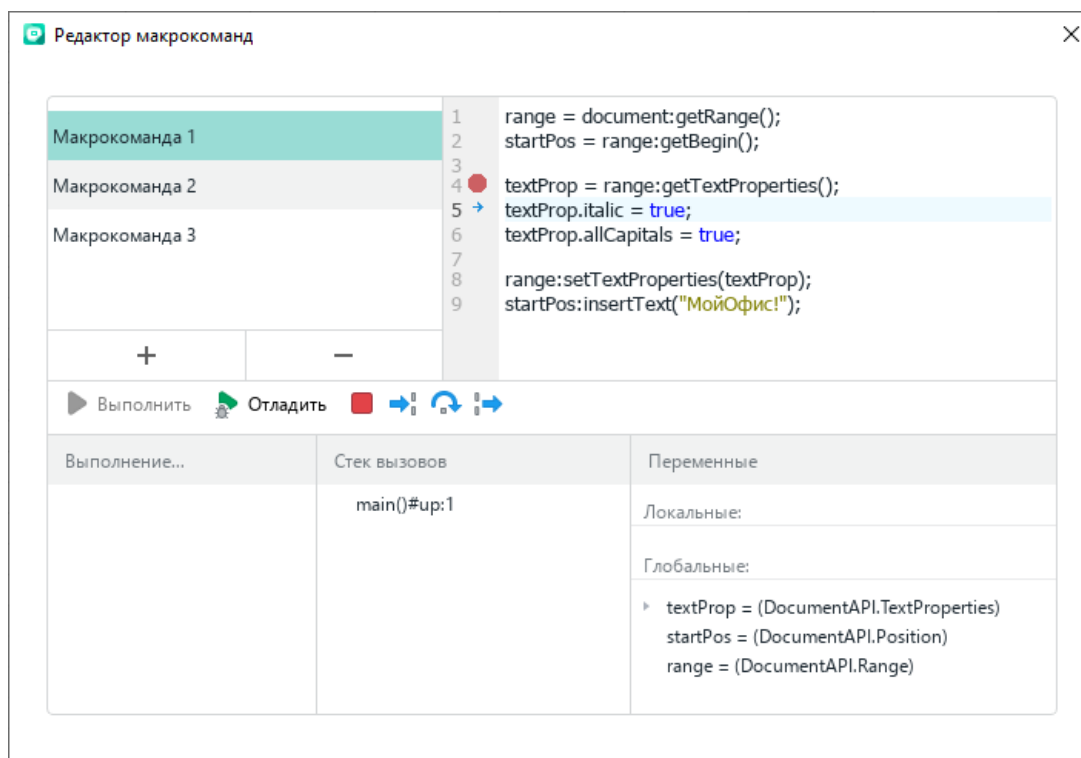 Редактор макрокоманд
Макрокоманда 1
Макрокоманда 2
Макрокоманда 3
1 range = document:getRange();
2 startPos = range:getBegin();
3
4 textProp = range:getTextProperties();
5 textProp.italic = true;
6 textProp.allCapitals = true;
7
8 range:setTextProperties(textProp);
9 startPos:insertText("МойОфис!");
+ −
Выполнить Отладить
Выполнение...
Стек вызовов
main()#up:1
Переменные
Локальные:
Глобальные:
textProp = (DocumentAPI.TextProperties)
startPos = (DocumentAPI.Position)
range = (DocumentAPI.Range)